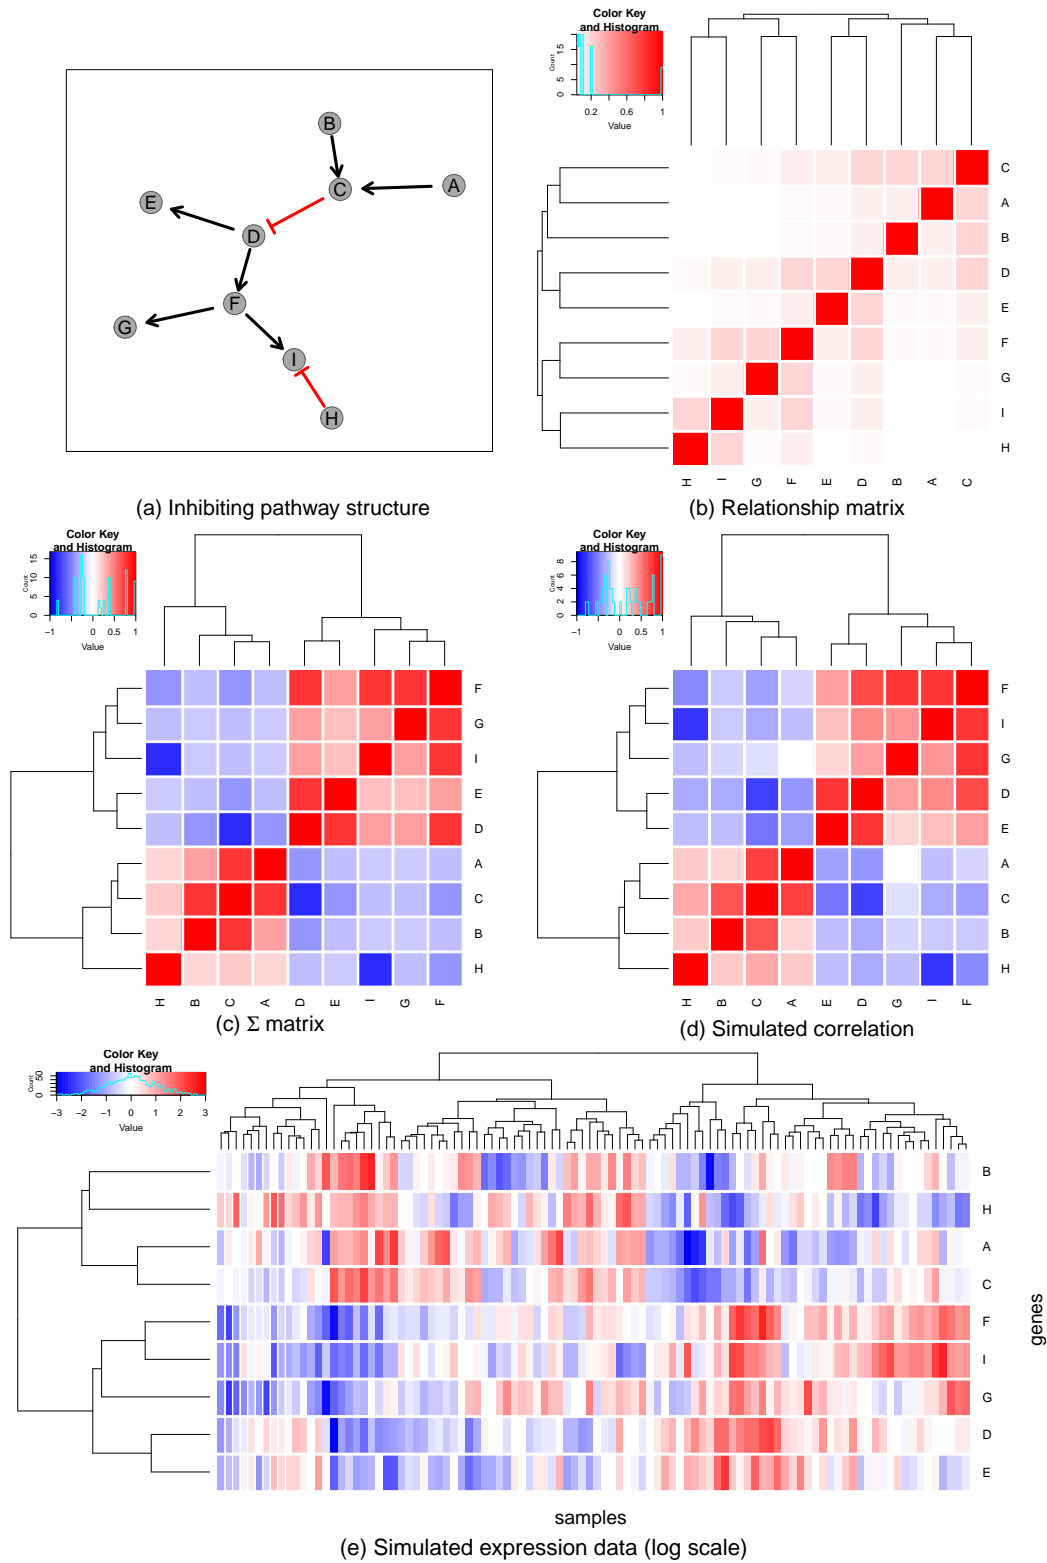 Color Key
and Histogram
Count
0 5 15
0.2 0.6 1
Value
B
C
A
E
D
F
G
I
H
C
A
B
D
E
F
G
I
H
H I G F E D B A C
(a) Inhibiting pathway structure
(b) Relationship matrix
Color Key
and Histogram
Count
0 5 10 15
−1 0 0.5 1
Value
F
G
I
E
D
A
C
B
H
H B C A D E I G F
(c) Σ matrix
Color Key
and Histogram
Count
0 2 4 6 8
−1 0 0.5 1
Value
F
I
G
D
E
A
C
B
H
H B C A E D G I F
(d) Simulated correlation
Color Key
and Histogram
Count
0 50
−3 −2 −1 0 1 2 3
Value
B
H
A
C
F
I
G
D
E
genes
samples
(e) Simulated expression data (log scale)